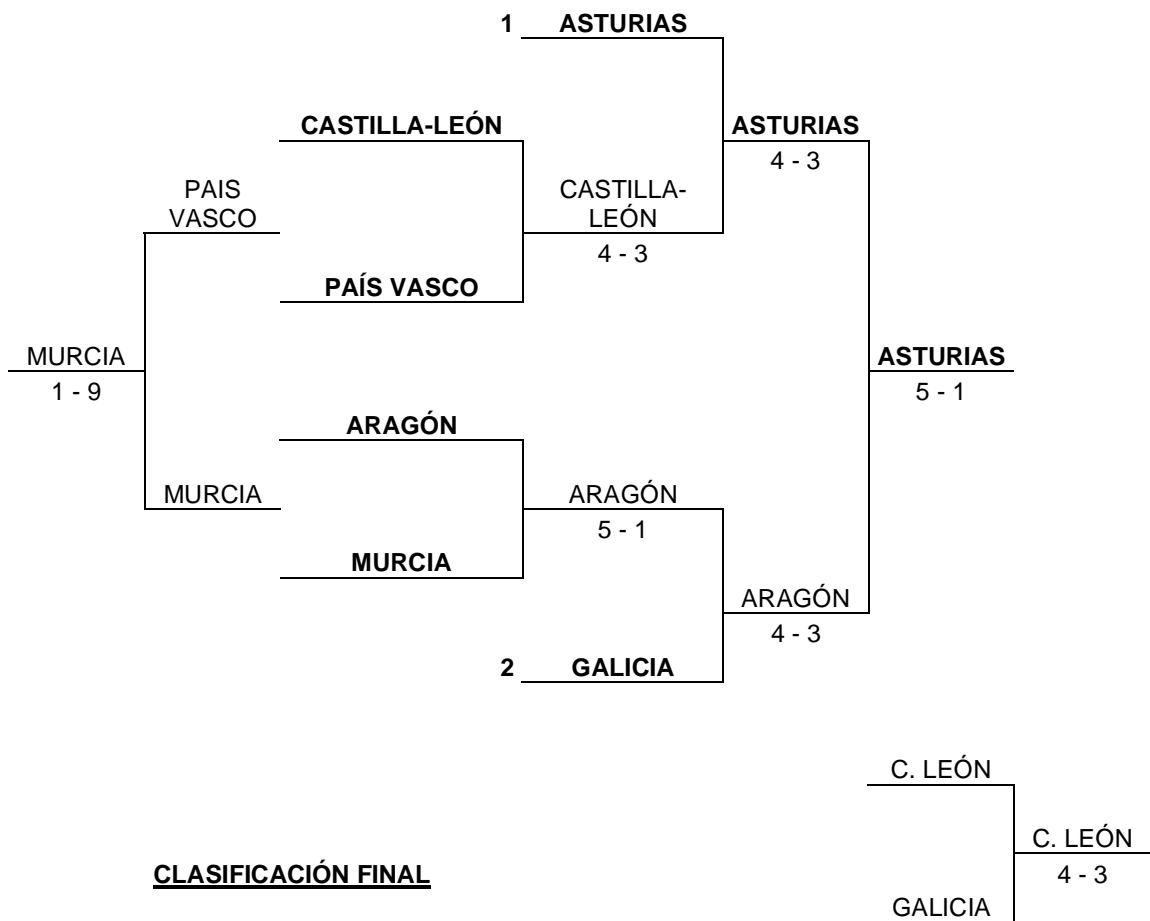 1 ASTURIAS
CASTILLA-LEÓN
ASTURIAS
4 - 3
PAIS
VASCO
CASTILLA-
LEÓN
4 - 3
PAÍS VASCO
MURCIA
1 - 9
ASTURIAS
5 - 1
ARAGÓN
MURCIA
ARAGÓN
5 - 1
MURCIA
ARAGÓN
4 - 3
2 GALICIA
C. LEÓN
C. LEÓN
4 - 3
CLASIFICACIÓN FINAL
GALICIA